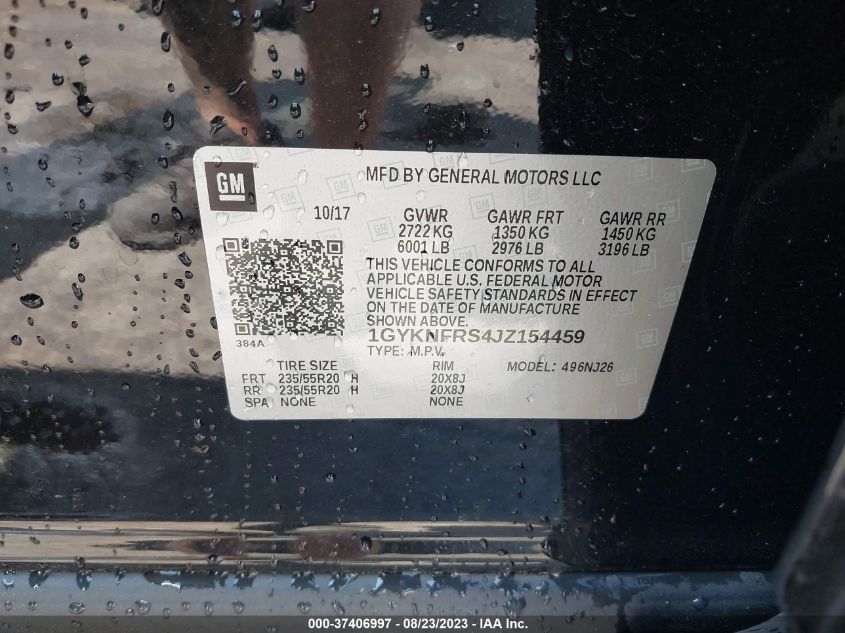 GM
MFD BY GENERAL MOTORS LLC
10/17 GVWR GAWR FRT GAWR RR
2722 KG 1350 KG 1450 KG
6001 LB 2976 LB 3196 LB
THIS VEHICLE CONFORMS TO ALL
APPLICABLE U.S. FEDERAL MOTOR
VEHICLE SAFETY STANDARDS IN EFFECT
ON THE DATE OF MANUFACTURE
SHOWN ABOVE.
384A
1GYKNFRS4JZ154459
TYPE: M.P.V.
TIRE SIZE RIM MODEL: 496NJ26
FRT 235/55R20 H 20X8J
RR 235/55R20 H 20X8J
SPA NONE NONE
000-37406997 - 08/23/2023 - IAA Inc.